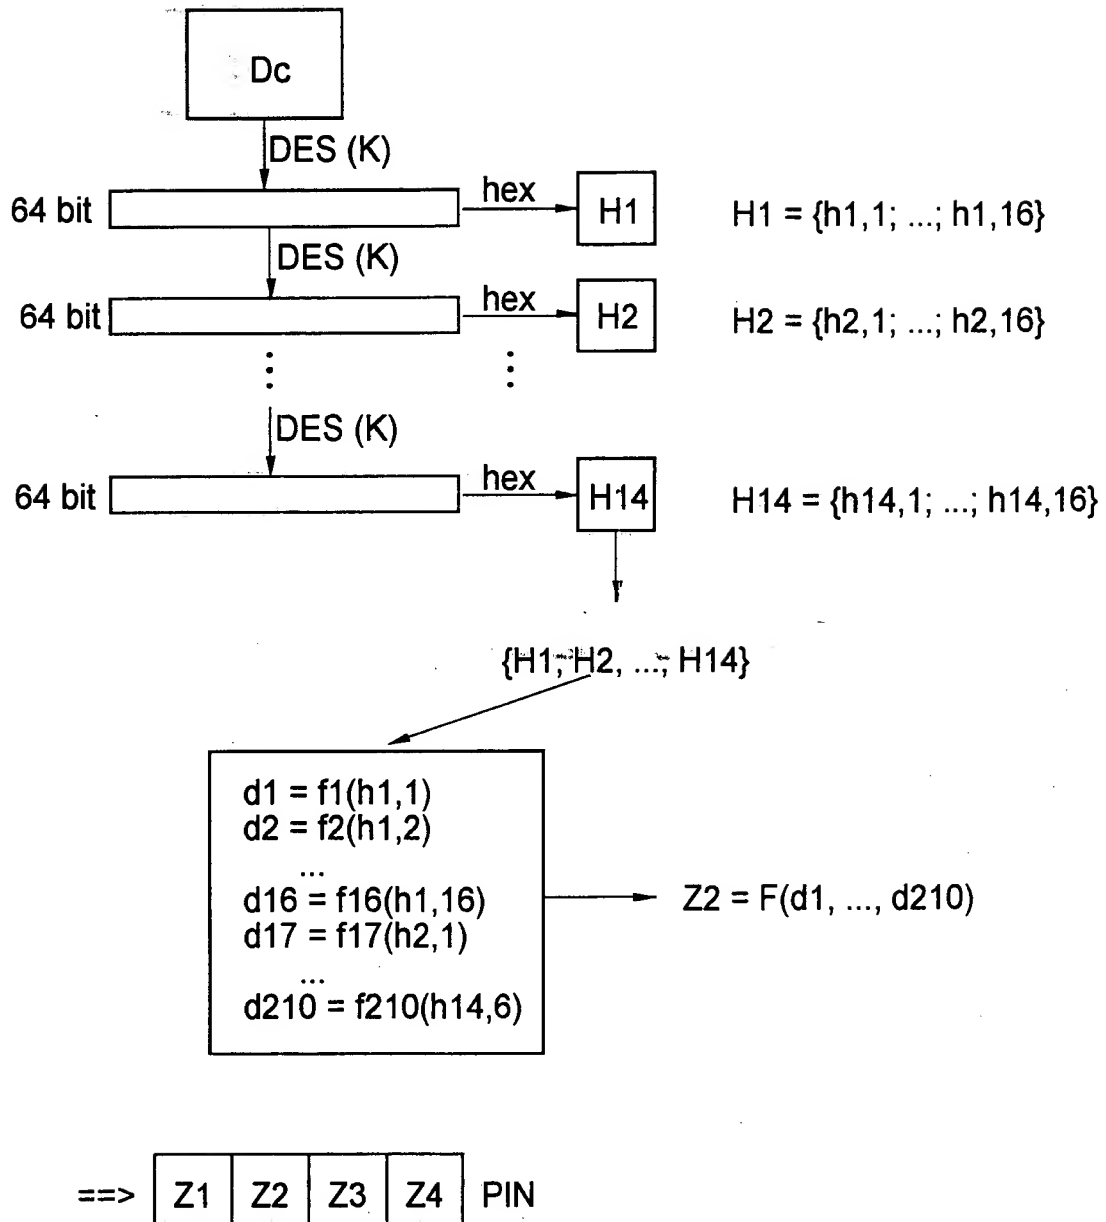 Dc
DES (K)
64 bit hex H1 H1 = {h1,1; ...; h1,16}
DES (K)
64 bit hex H2 H2 = {h2,1; ...; h2,16}
DES (K)
64 bit hex H14 H14 = {h14,1; ...; h14,16}
{H1; H2, ...; H14}
d1 = f1(h1,1)
d2 = f2(h1,2)
...
d16 = f16(h1,16)
d17 = f17(h2,1)
...
d210 = f210(h14,6)
Z2 = F(d1, ..., d210)
==> Z1 Z2 Z3 Z4 PIN